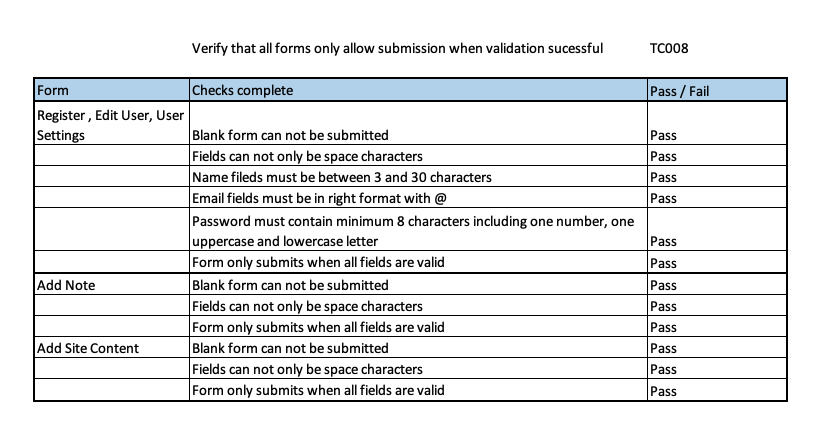 Verify that all forms only allow submission when validation sucessful TC008
Form Checks complete Pass / Fail
Register , Edit User, User
Settings Blank form can not be submitted Pass
Fields can not only be space characters Pass
Name fileds must be between 3 and 30 characters Pass
Email fields must be in right format with @ Pass
Password must contain minimum 8 characters including one number, one
uppercase and lowercase letter Pass
Form only submits when all fields are valid Pass
Add Note Blank form can not be submitted Pass
Fields can not only be space characters Pass
Form only submits when all fields are valid Pass
Add Site Content Blank form can not be submitted Pass
Fields can not only be space characters Pass
Form only submits when all fields are valid Pass